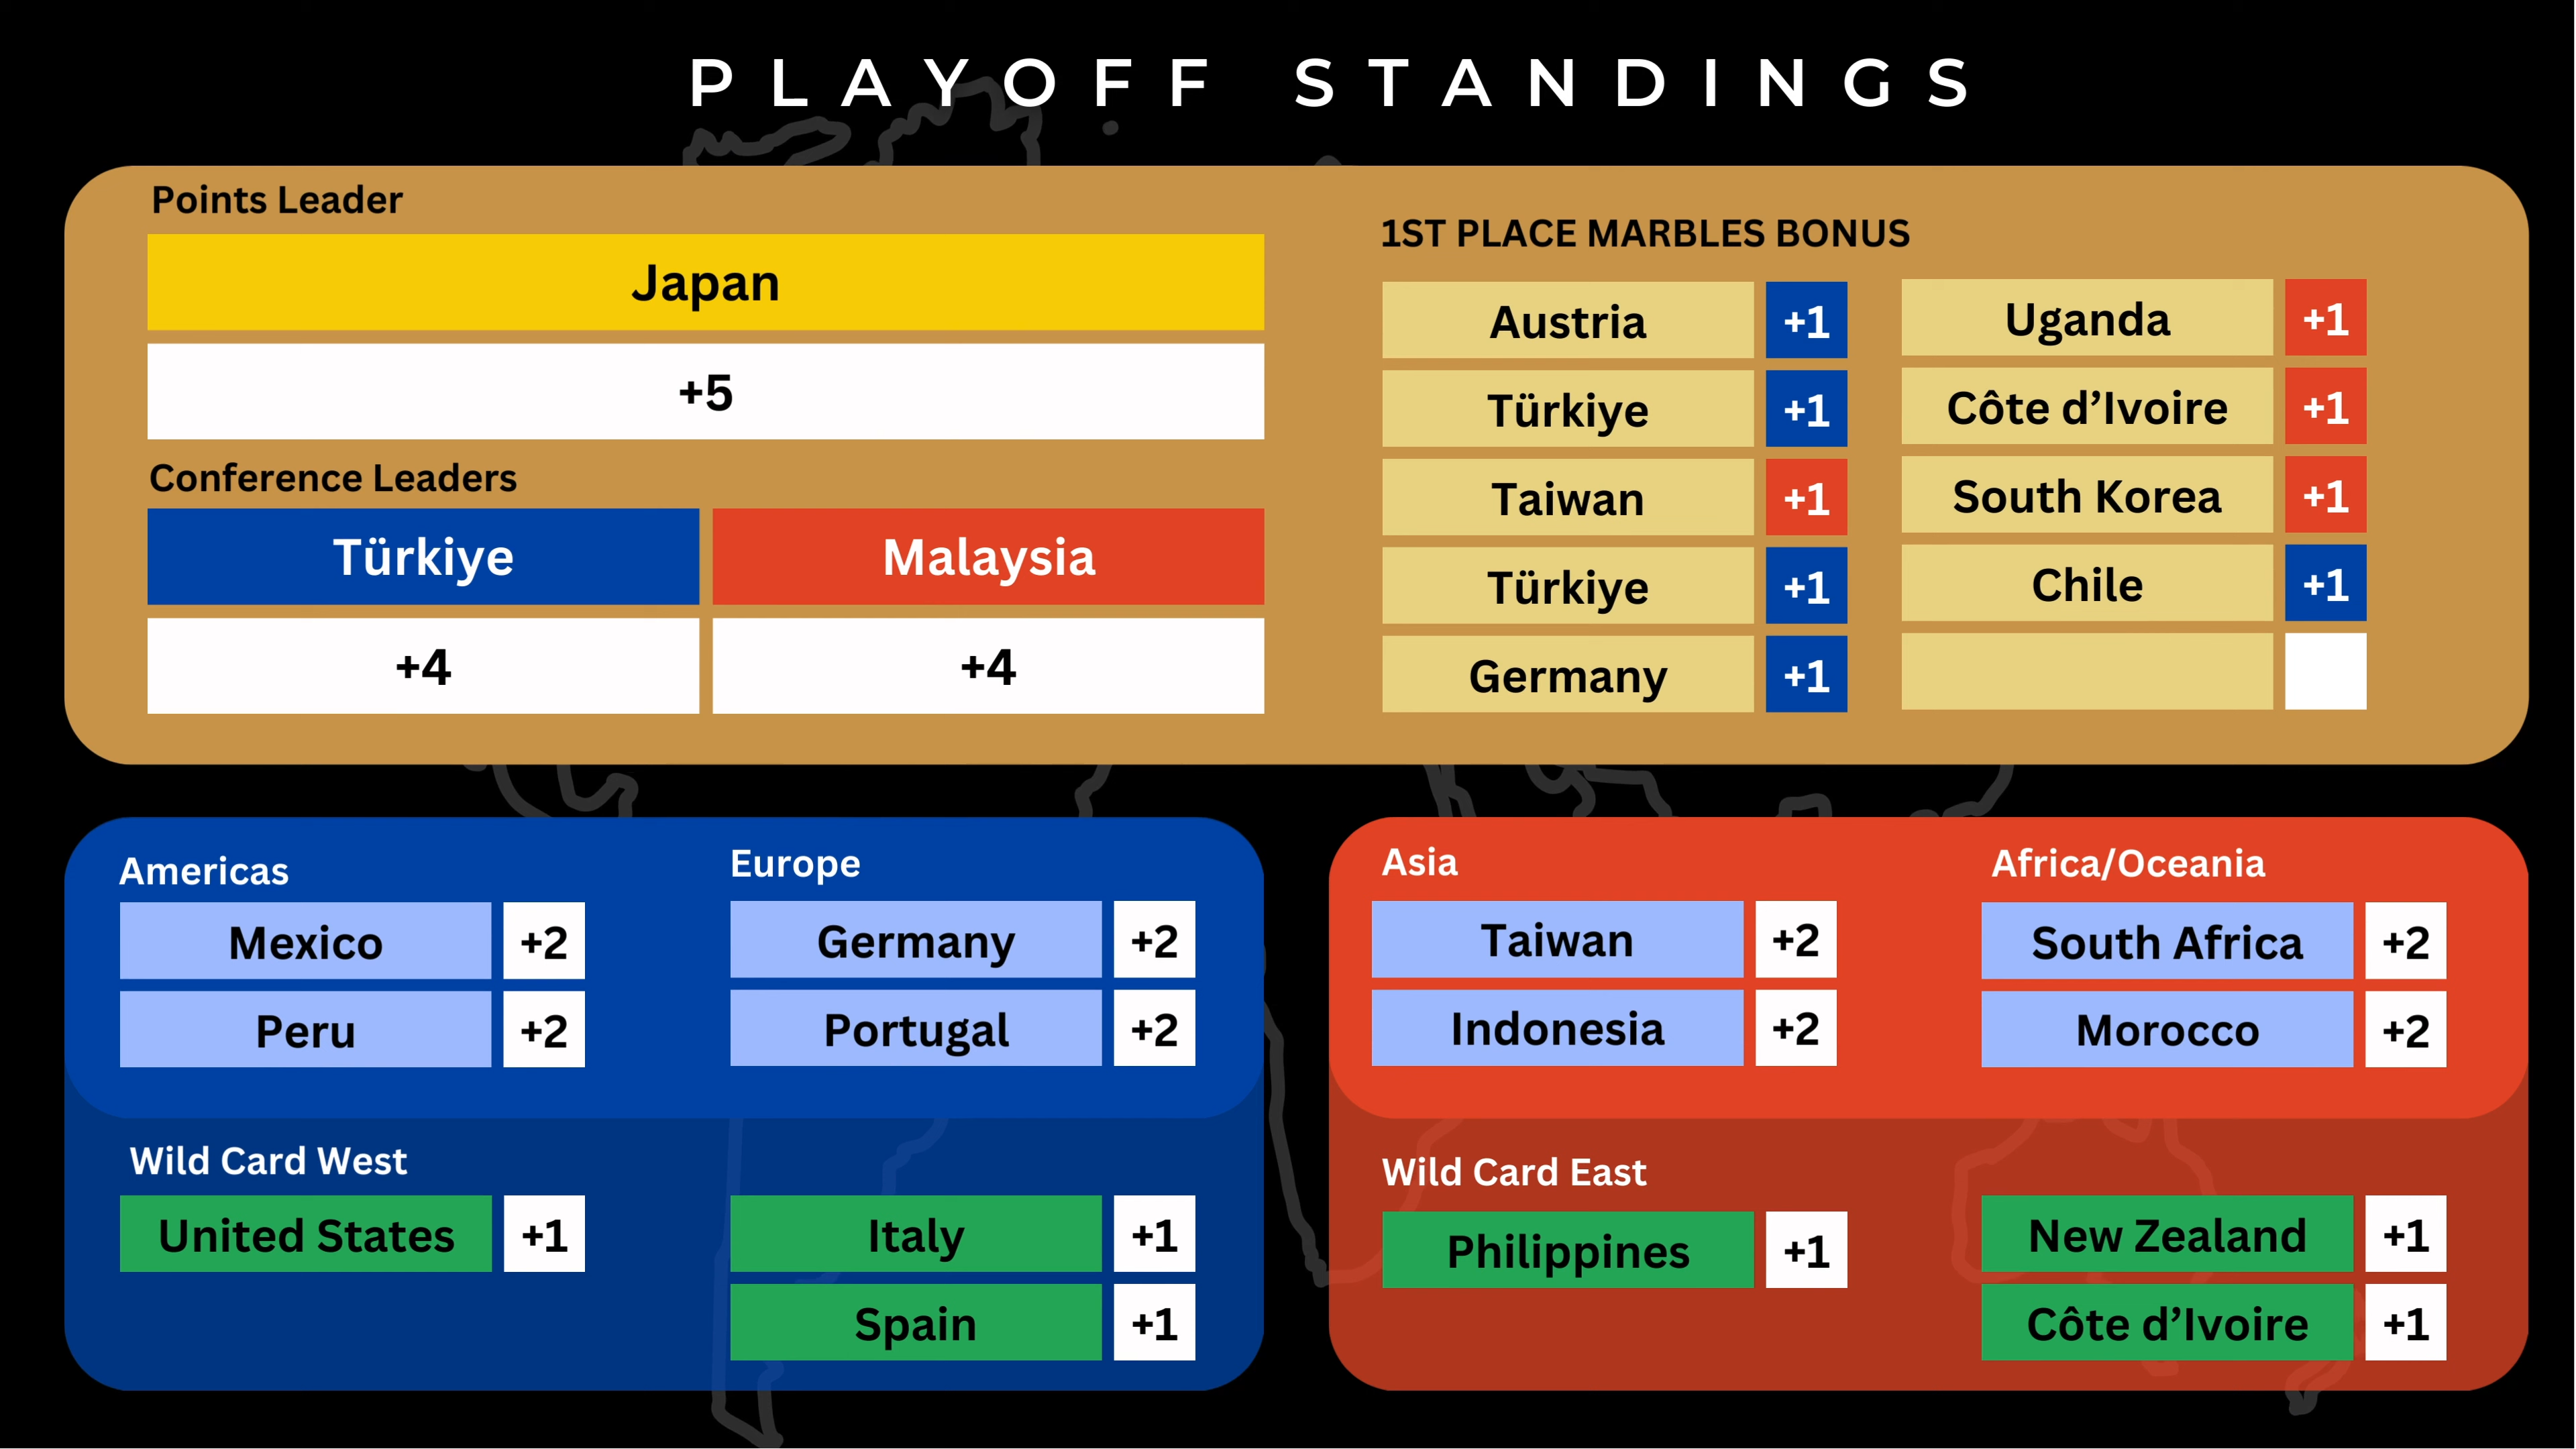 PLAYOFF STANDINGS
Points Leader
Japan
+5
Conference Leaders
Türkiye
Malaysia
+4
+4
1ST PLACE MARBLES BONUS
Austria +1
Türkiye +1
Taiwan +1
Türkiye +1
Germany +1
Uganda +1
Côte d’Ivoire +1
South Korea +1
Chile +1
Americas
Mexico +2
Peru +2
Europe
Germany +2
Portugal +2
Wild Card West
United States +1
Italy +1
Spain +1
Asia
Taiwan +2
Indonesia +2
Africa/Oceania
South Africa +2
Morocco +2
Wild Card East
Philippines +1
New Zealand +1
Côte d’Ivoire +1